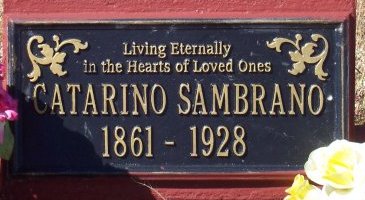 Living Eternally
in the Hearts of Loved Ones
CATARINO SAMBRANO
1861 - 1928